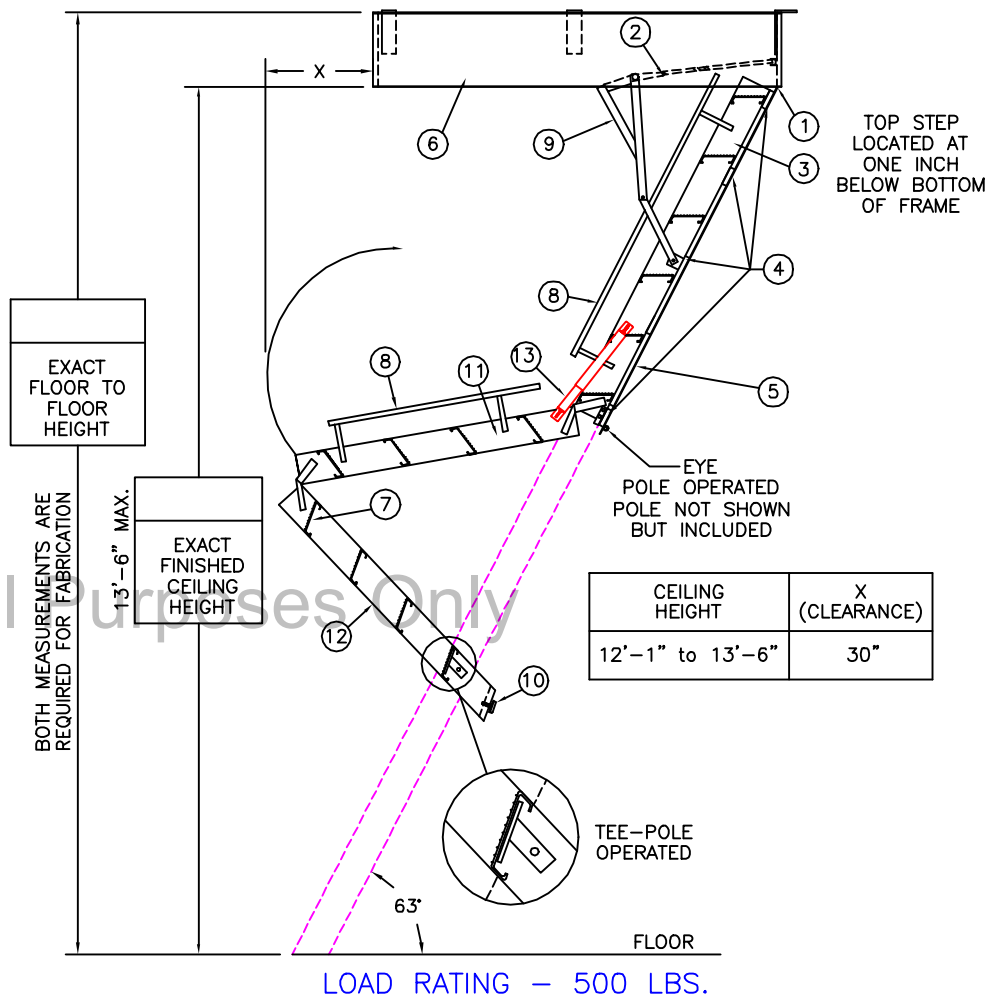 2
X
1
6
9
3
TOP STEP
LOCATED AT
ONE INCH
BELOW BOTTOM
OF FRAME
4
8
EXACT
FLOOR TO
FLOOR
HEIGHT
8
11
13
5
EYE
POLE OPERATED
POLE NOT SHOWN
BUT INCLUDED
7
BOTH MEASUREMENTS ARE
REQUIRED FOR FABRICATION
13'-6" MAX.
EXACT
FINISHED
CEILING
HEIGHT
l Purposes Only
CEILING
HEIGHT
X
(CLEARANCE)
12'-1" to 13'-6"
30"
12
10
TEE-POLE
OPERATED
63°
FLOOR
LOAD RATING - 500 LBS.